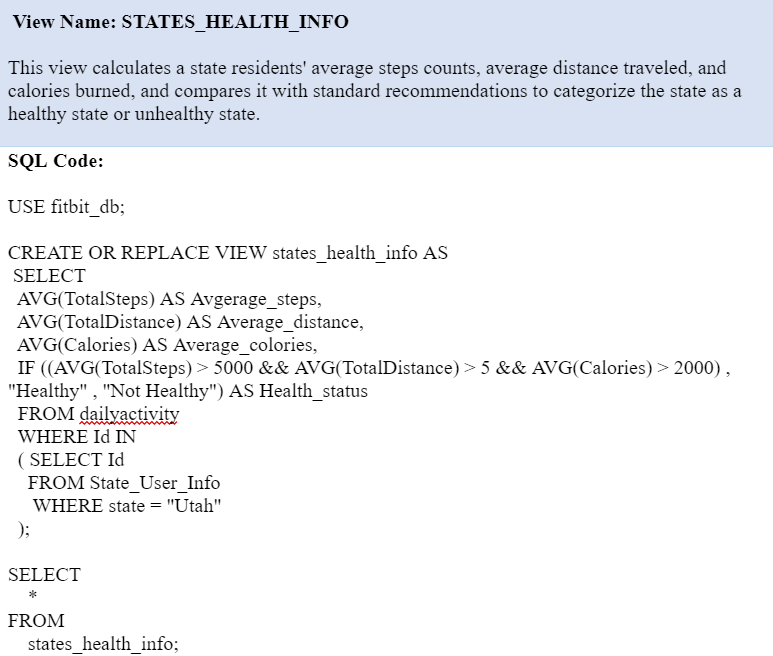 View Name: STATES_HEALTH_INFO
This view calculates a state residents' average steps counts, average distance traveled, and
calories burned, and compares it with standard recommendations to categorize the state as a
healthy state or unhealthy state.
SQL Code:
USE fitbit_db;
CREATE OR REPLACE VIEW states_health_info AS
SELECT
AVG(TotalSteps) AS Avgerage_steps,
AVG(TotalDistance) AS Average_distance,
AVG(Calories) AS Average_colories,
IF ((AVG(TotalSteps) > 5000 && AVG(TotalDistance) > 5 && AVG(Calories) > 2000) ,
"Healthy" , "Not Healthy") AS Health_status
FROM dailyactivity
WHERE Id IN
( SELECT Id
FROM State_User_Info
WHERE state = "Utah"
);
SELECT
*
FROM
states_health_info;